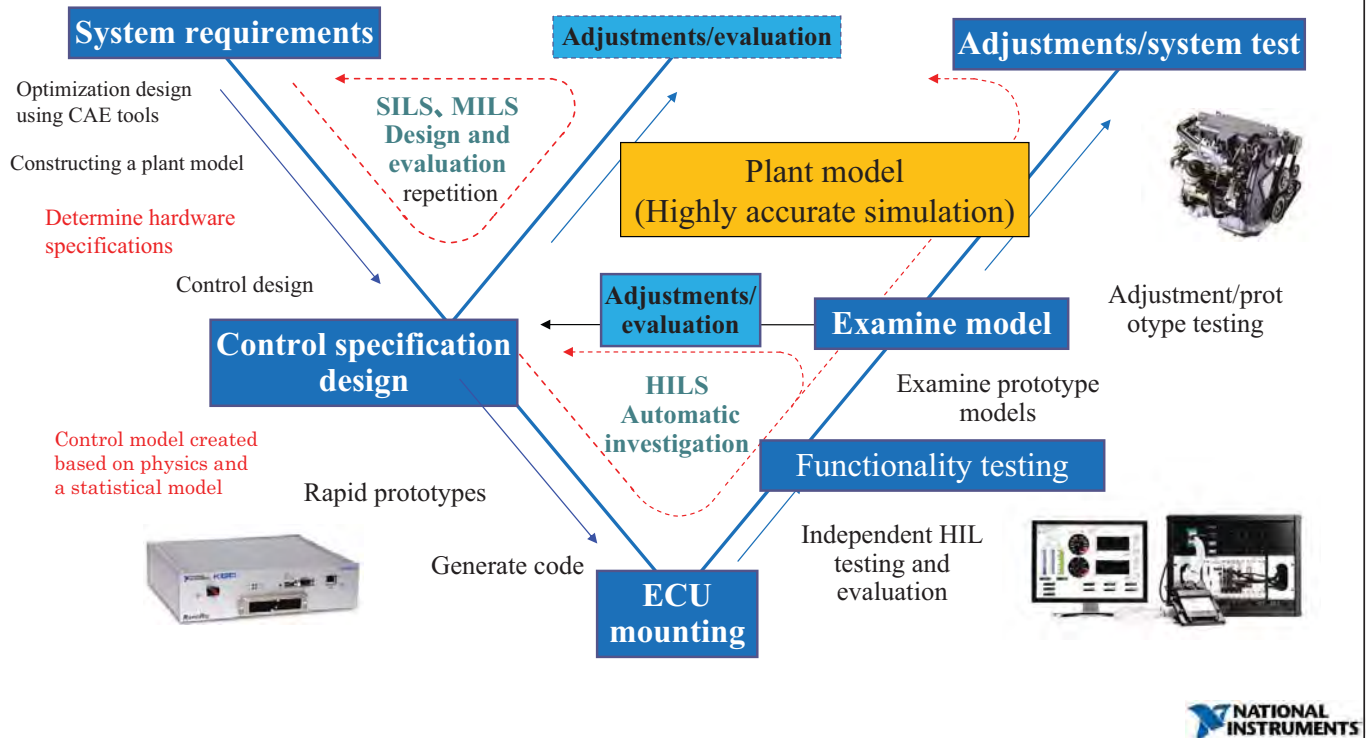 System requirements
Adjustments/evaluation
Adjustments/system test
Optimization design
using CAE tools
SILS、MILS
Design and
evaluation
repetition
Constructing a plant model
Plant model
(Highly accurate simulation)
Determine hardware
specifications
Control design
Adjustments/
evaluation
Examine model
Adjustment/prot
otype testing
Control specification
design
HILS
Automatic
investigation
Examine prototype
models
Control model created
based on physics and
a statistical model
Functionality testing
Rapid prototypes
Independent HIL
testing and
evaluation
Generate code
ECU
mounting
NATIONAL
INSTRUMENTS